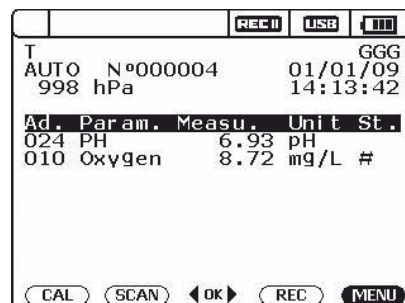 REC II USB
T GGG
AUTO Nº000004 01/01/09
998 hPa 14:13:42
Ad. Param. Measu. Unit St.
024 PH 6.93 pH
010 Oxygen 8.72 mg/L #
CAL SCAN OK REC MENU